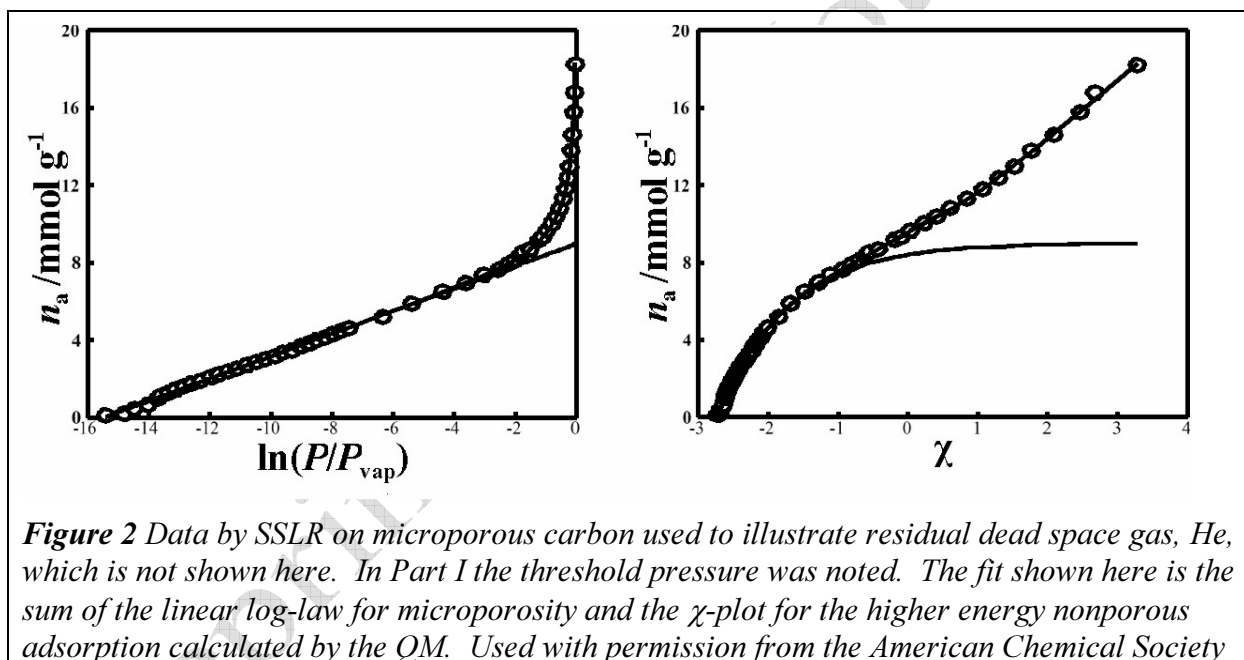 20
16
12
8
4
0
n_a /mmol g⁻¹
-16 -14 -12 -10 -8 -6 -4 -2 0
ln(P/P_vap)
20
16
12
8
4
0
n_a /mmol g⁻¹
-3 -2 -1 0 1 2 3 4
χ
Figure 2 Data by SSLR on microporous carbon used to illustrate residual dead space gas, He,
which is not shown here. In Part I the threshold pressure was noted. The fit shown here is the
sum of the linear log-law for microporosity and the χ-plot for the higher energy nonporous
adsorption calculated by the QM. Used with permission from the American Chemical Society